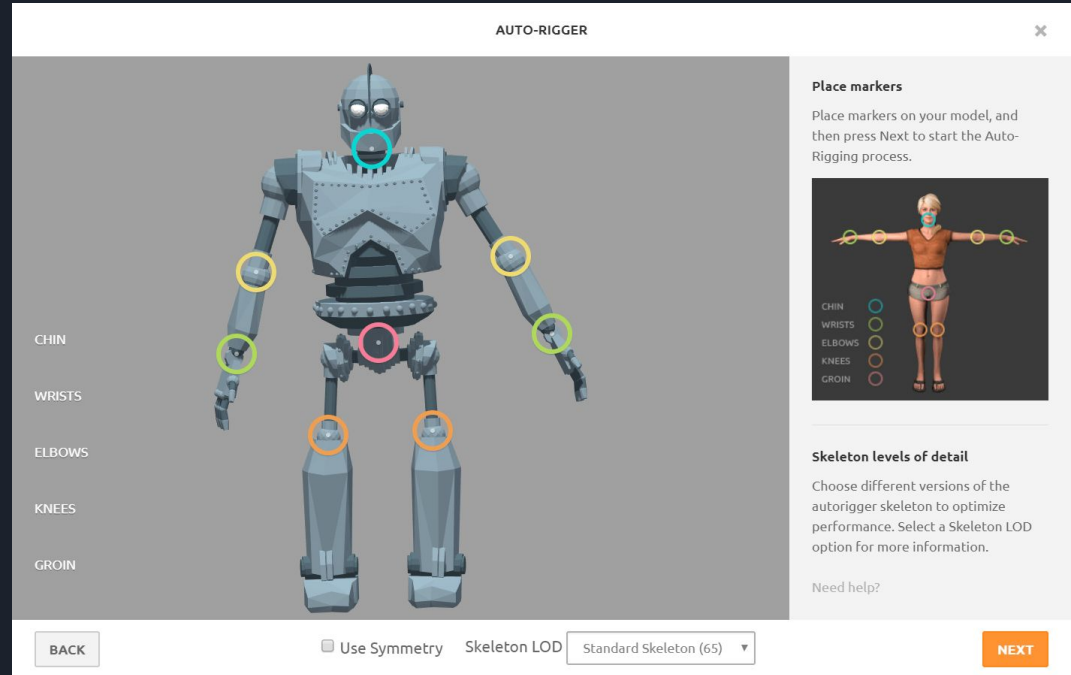 AUTO-RIGGER
×
CHIN
WRISTS
ELBOWS
KNEES
GROIN
Place markers
Place markers on your model, and
then press Next to start the Auto-
Rigging process.
CHIN
WRISTS
ELBOWS
KNEES
GROIN
Skeleton levels of detail
Choose different versions of the
autorigger skeleton to optimize
performance. Select a Skeleton LOD
option for more information.
Need help?
BACK
Use Symmetry
Skeleton LOD
Standard Skeleton (65)
NEXT